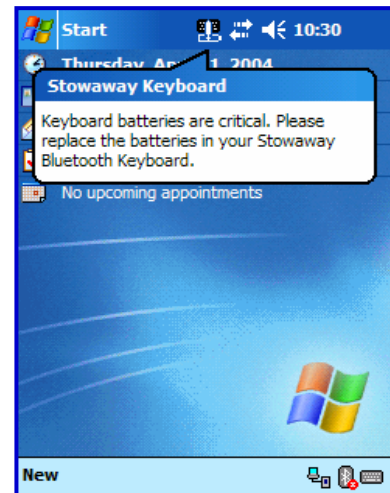 Start 10:30
Thursday, Ap 1, 2004
Stowaway Keyboard
Keyboard batteries are critical. Please
replace the batteries in your Stowaway
Bluetooth Keyboard.
No upcoming appointments
New